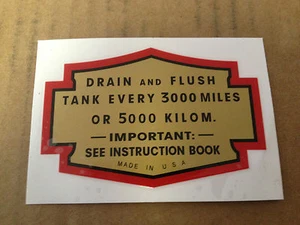 DRAIN AND FLUSH
TANK EVERY 3000 MILES
OR 5000 KILOM.
— IMPORTANT: —
SEE INSTRUCTION BOOK
MADE IN U.S.A